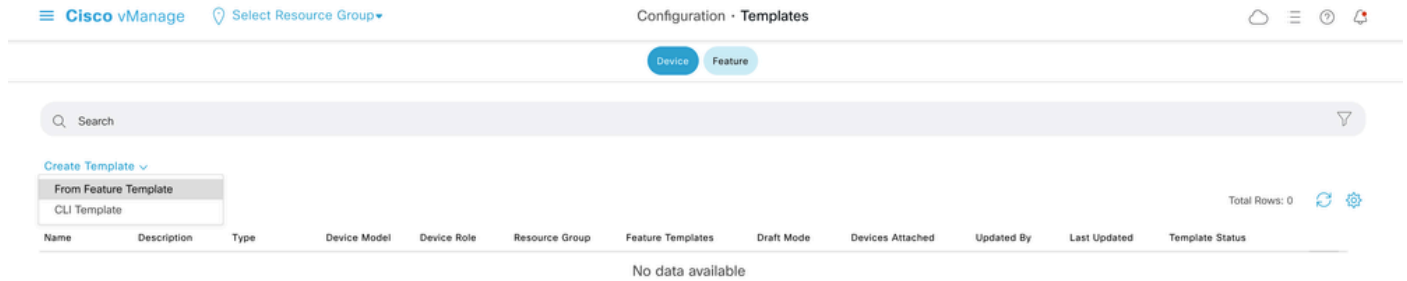 Cisco vManage Select Resource Group Configuration · Templates
Device Feature
Search
Create Template
From Feature Template
CLI Template
Total Rows: 0
Name Description Type Device Model Device Role Resource Group Feature Templates Draft Mode Devices Attached Updated By Last Updated Template Status
No data available